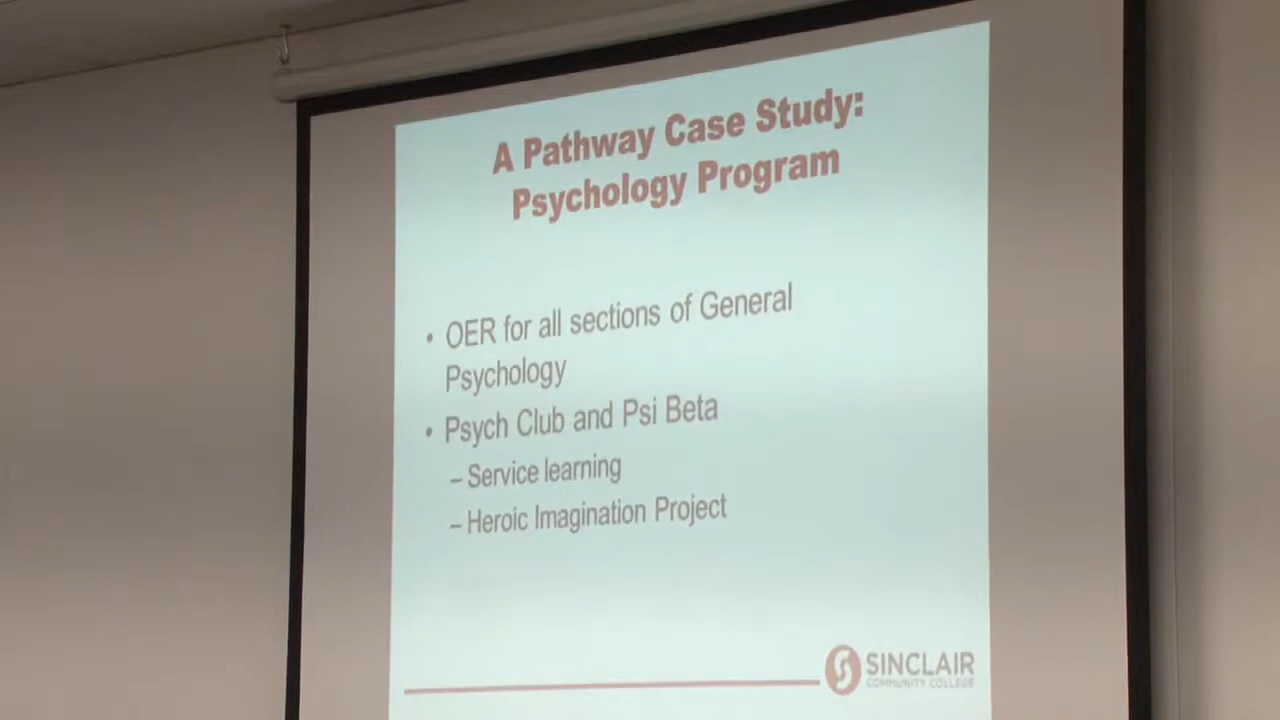 A Pathway Case Study:
Psychology Program
• OER for all sections of General
Psychology
• Psych Club and Psi Beta
– Service learning
– Heroic Imagination Project
SINCLAIR
COMMUNITY COLLEGE